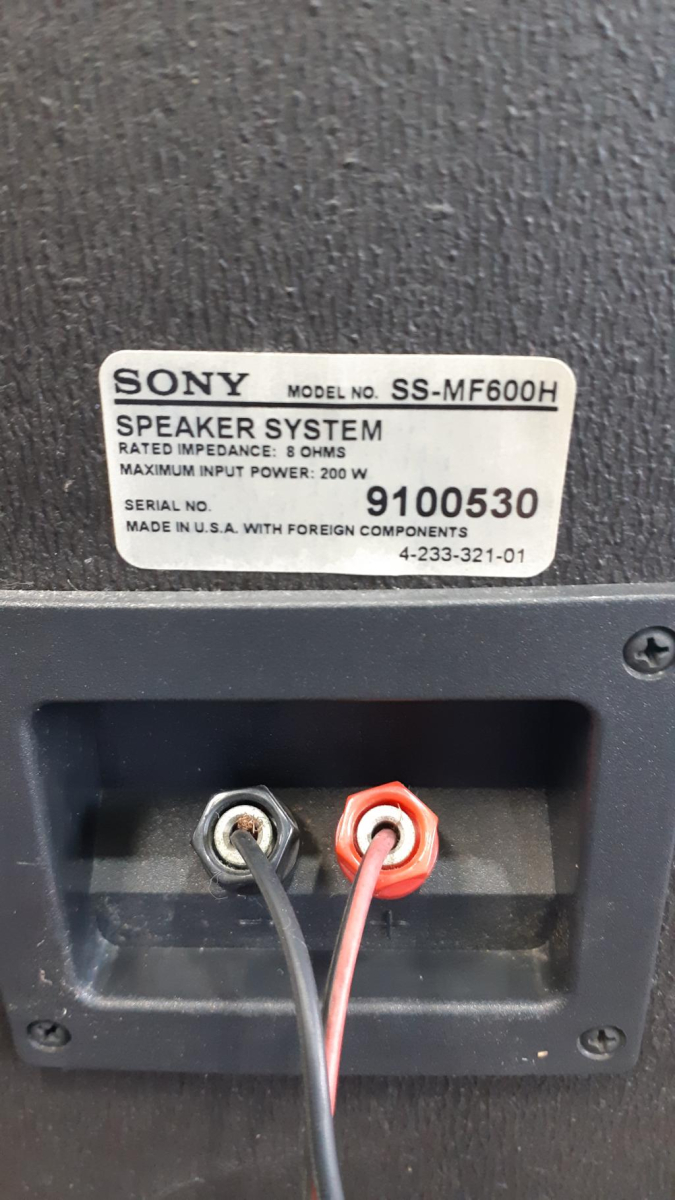 SONY MODEL NO. SS-MF600H
SPEAKER SYSTEM
RATED IMPEDANCE: 8 OHMS
MAXIMUM INPUT POWER: 200 W
SERIAL NO. 9100530
MADE IN U.S.A. WITH FOREIGN COMPONENTS
4-233-321-01
- +